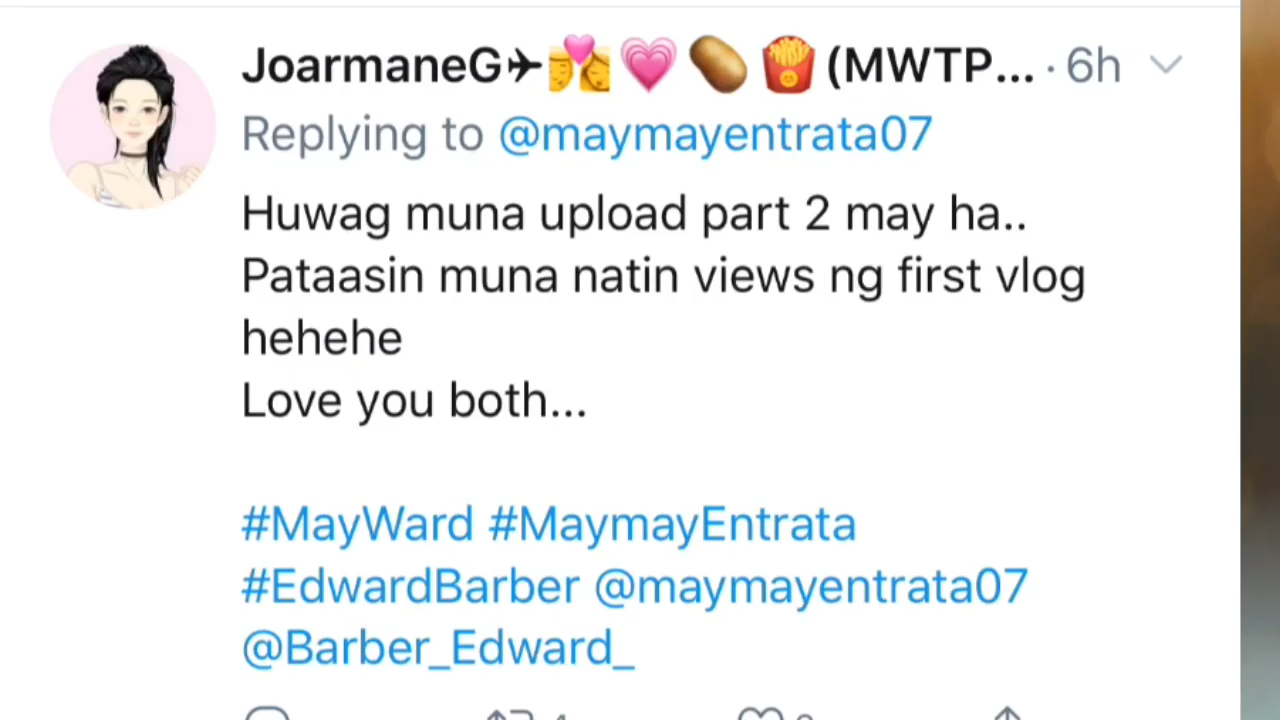 JoarmaneG✈💏💗🥔🍟(MWTP... · 6h
Replying to @maymayentrata07
Huwag muna upload part 2 may ha..
Pataasin muna natin views ng first vlog
hehehe
Love you both...
#MayWard #MaymayEntrata
#EdwardBarber @maymayentrata07
@Barber_Edward_